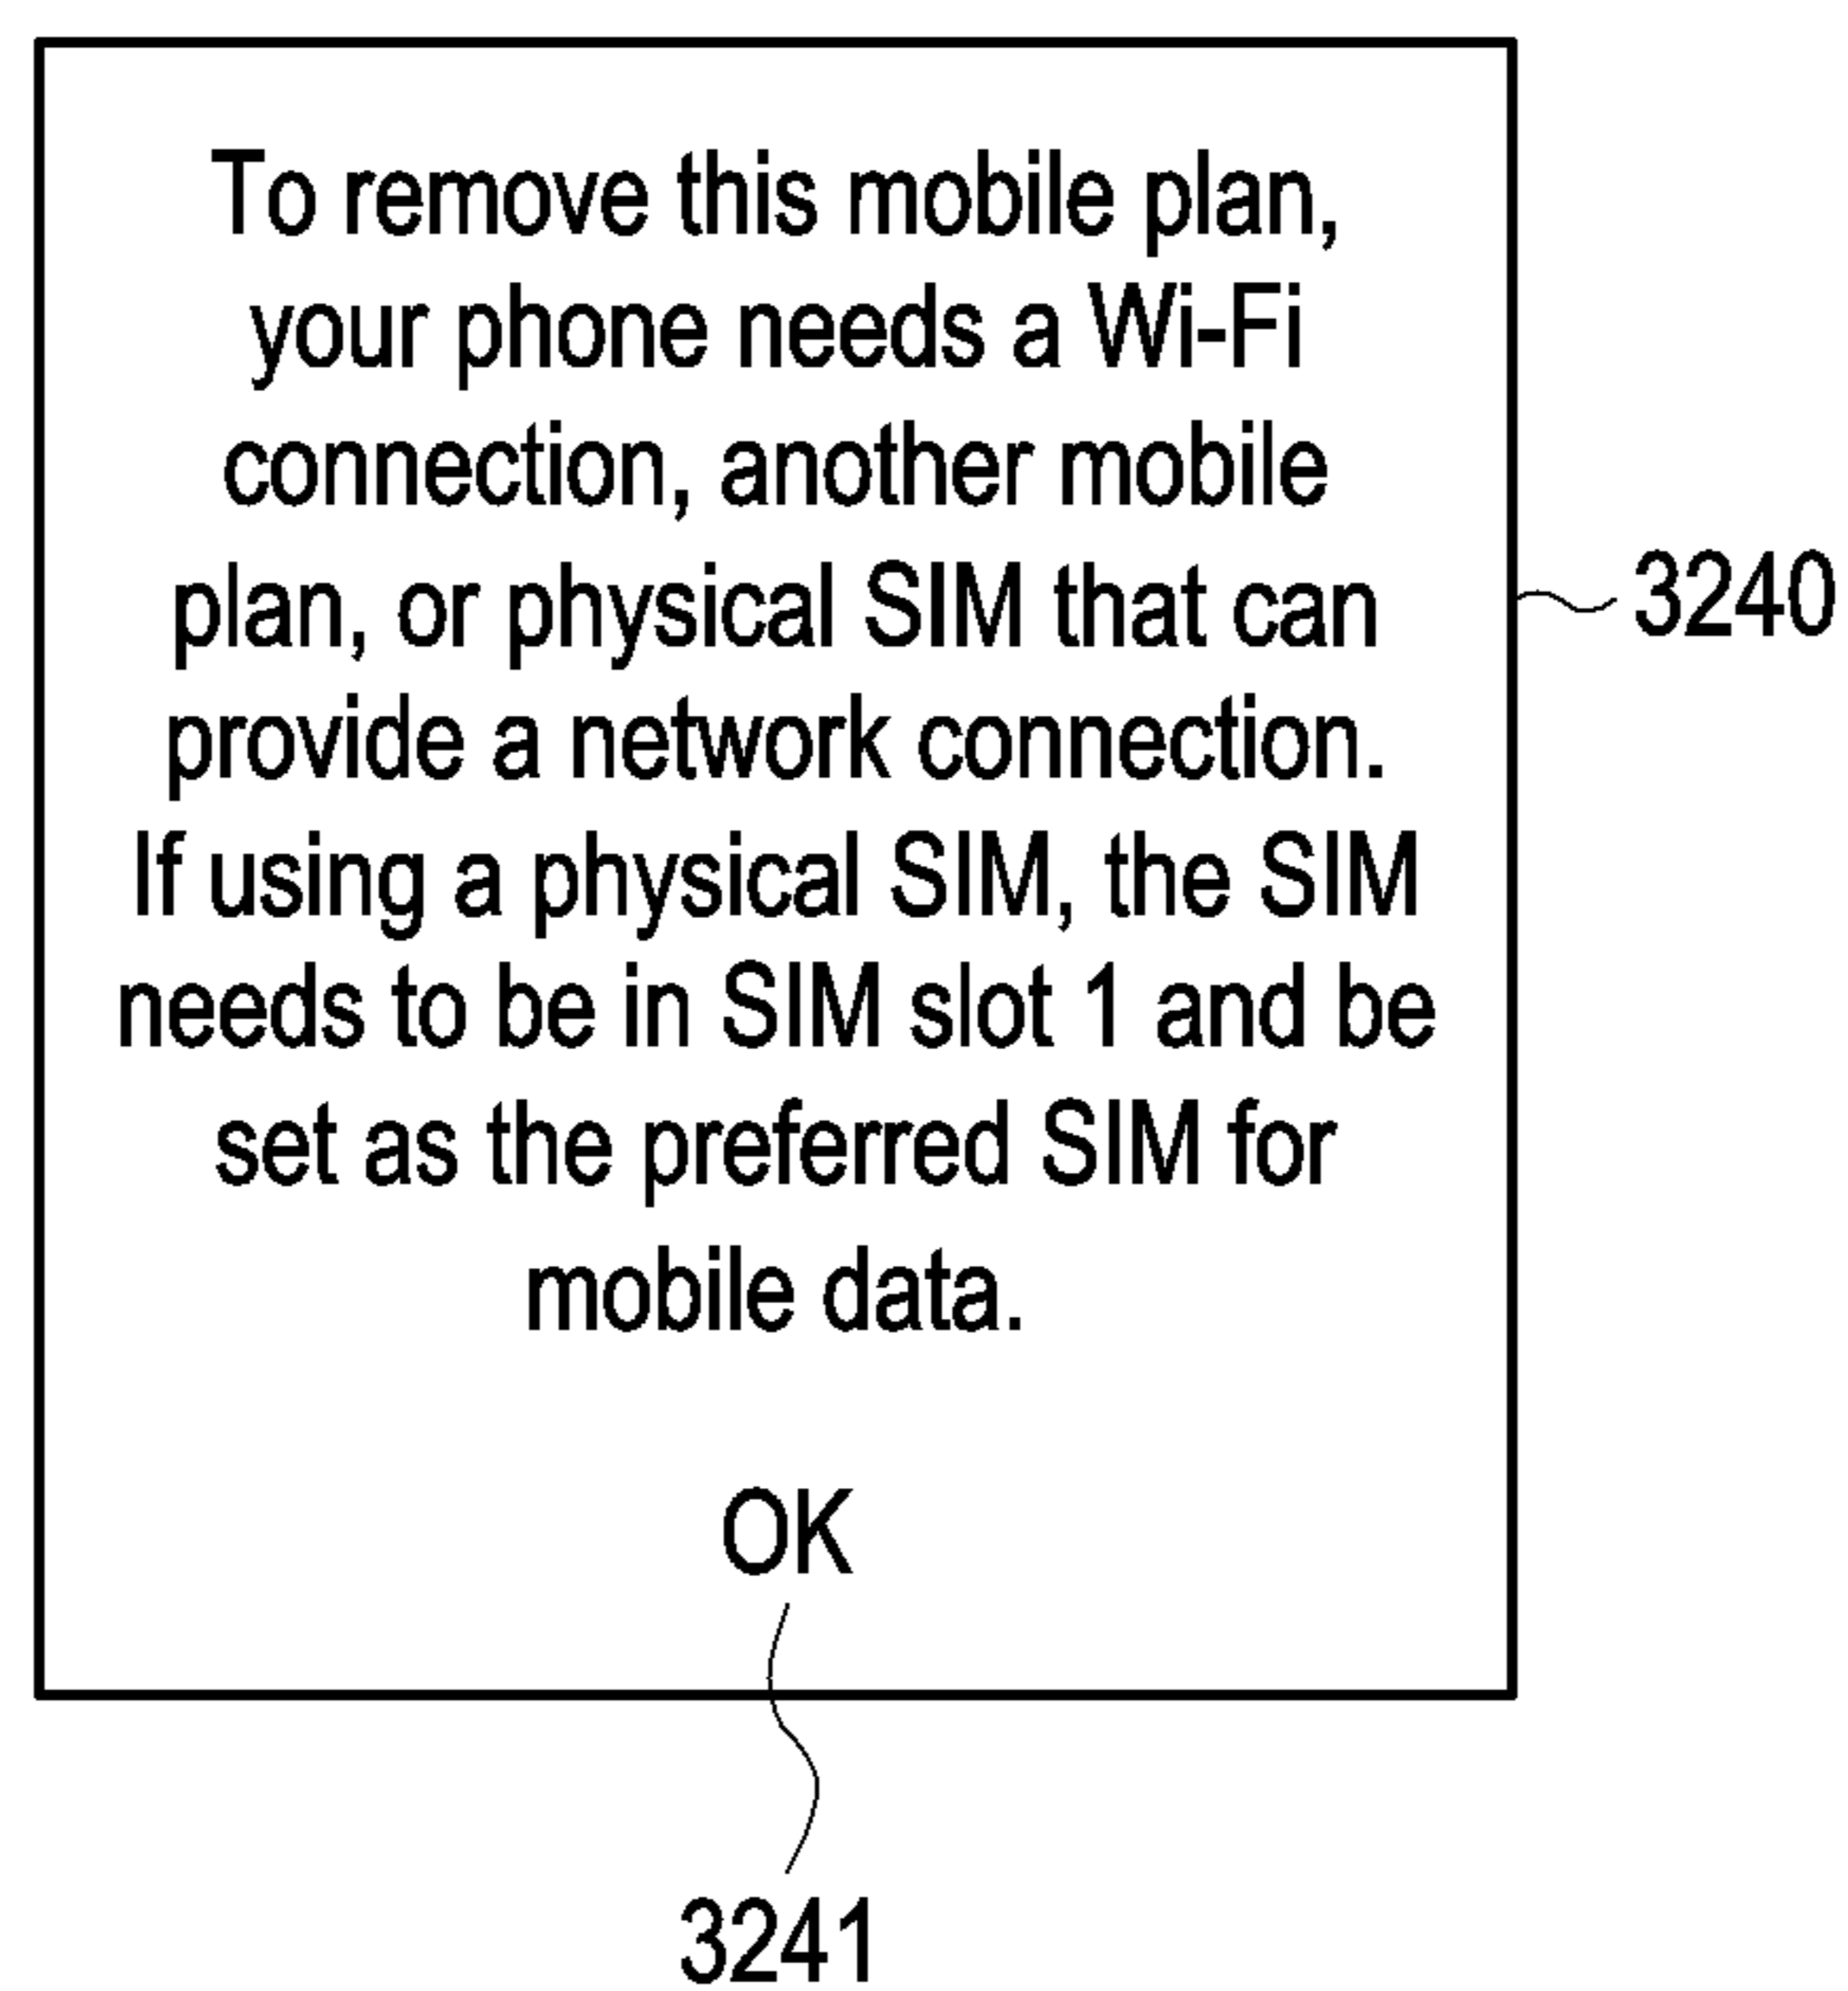 To remove this mobile plan,
your phone needs a Wi-Fi
connection, another mobile
plan, or physical SIM that can
provide a network connection.
If using a physical SIM, the SIM
needs to be in SIM slot 1 and be
set as the preferred SIM for
mobile data.
OK
3240
3241